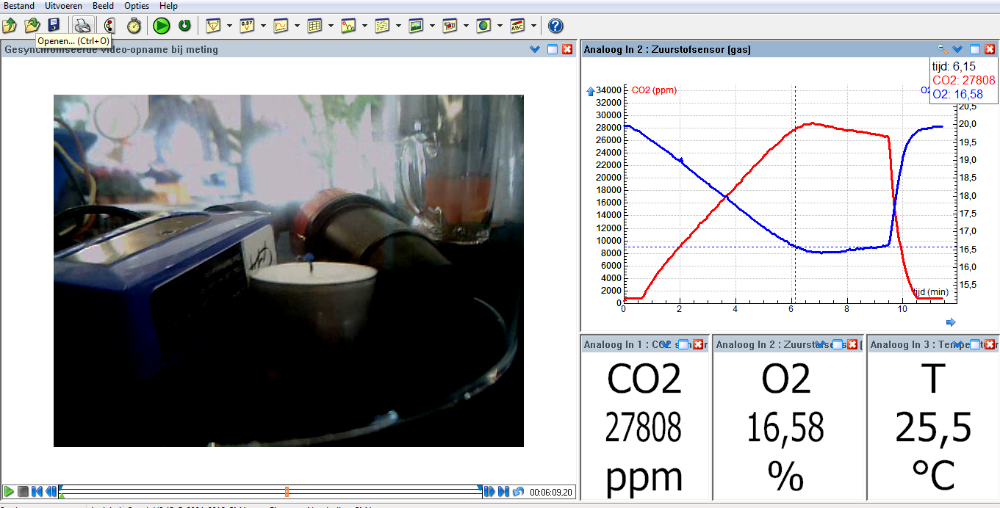 Bestand Uitvoeren Beeld Opties Help
0.37
ABC
Openen... (Ctrl+O)
Gesynchroniseerde video-opname bij meting
Analoog In 2 : Zuurstofsensor (gas)
tijd: 6,15
CO2: 27808
O2: 16,58
CO2 (ppm)
O2
34000
32000
30000
28000
26000
24000
22000
20000
18000
16000
14000
12000
10000
8000
6000
4000
2000
0
20,5
20,0
19,5
19,0
18,5
18,0
17,5
17,0
16,5
16,0
15,5
tijd (min)
0 2 4 6 8 10
Analoog In 1 : CO2
CO2
27808
ppm
Analoog In 2 :
O2
16,58
%
Analoog In 3 :
T
25,5
°C
00:06:09,20